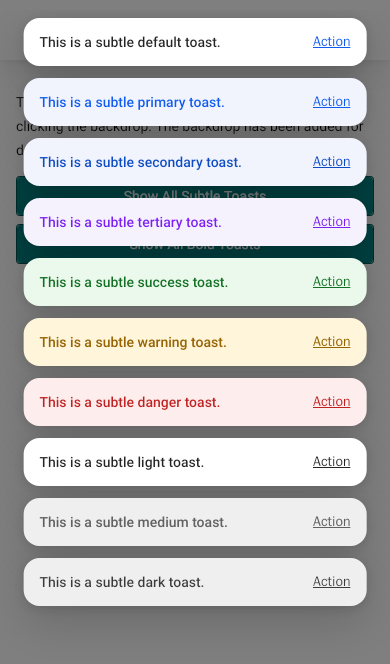 This is a subtle default toast. Action
This is a subtle primary toast. Action
clicking the backdrop. The backdrop has been added for
This is a subtle secondary toast. Action
Show All Subtle Toasts
This is a subtle tertiary toast. Action
Show All Bold Toasts
This is a subtle success toast. Action
This is a subtle warning toast. Action
This is a subtle danger toast. Action
This is a subtle light toast. Action
This is a subtle medium toast. Action
This is a subtle dark toast. Action